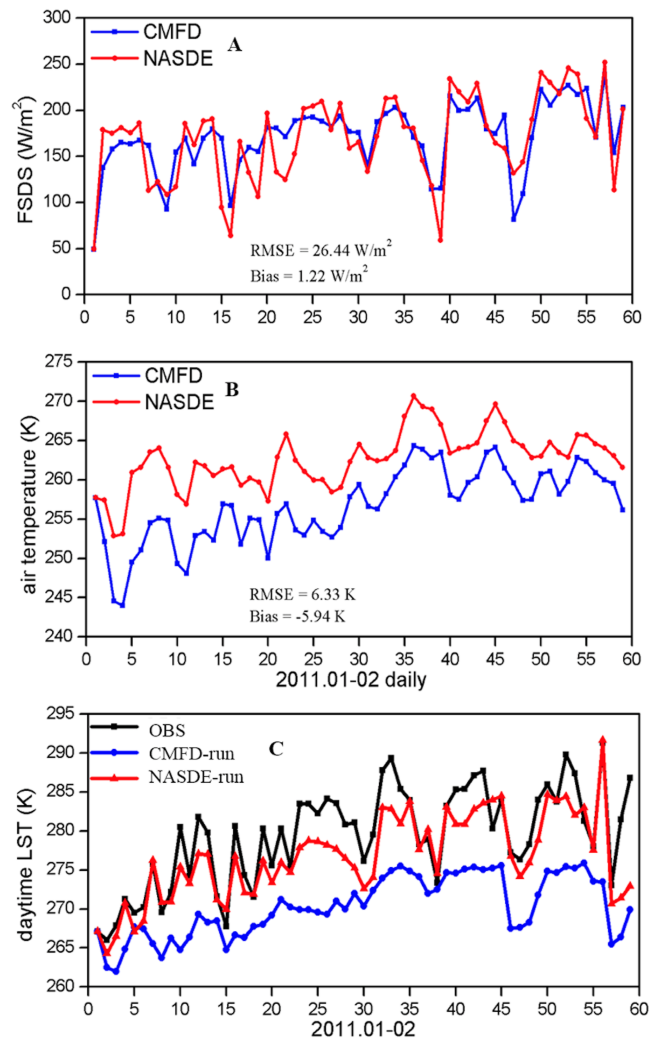 A
CMFD
NASDE
FSDS (W/m²)
300
250
200
150
100
50
0
RMSE = 26.44 W/m²
Bias = 1.22 W/m²
0 5 10 15 20 25 30 35 40 45 50 55 60
B
CMFD
NASDE
air temperature (K)
275
270
265
260
255
250
245
240
RMSE = 6.33 K
Bias = -5.94 K
0 5 10 15 20 25 30 35 40 45 50 55 60
2011.01-02 daily
C
OBS
CMFD-run
NASDE-run
daytime LST (K)
295
290
285
280
275
270
265
260
0 5 10 15 20 25 30 35 40 45 50 55 60
2011.01-02